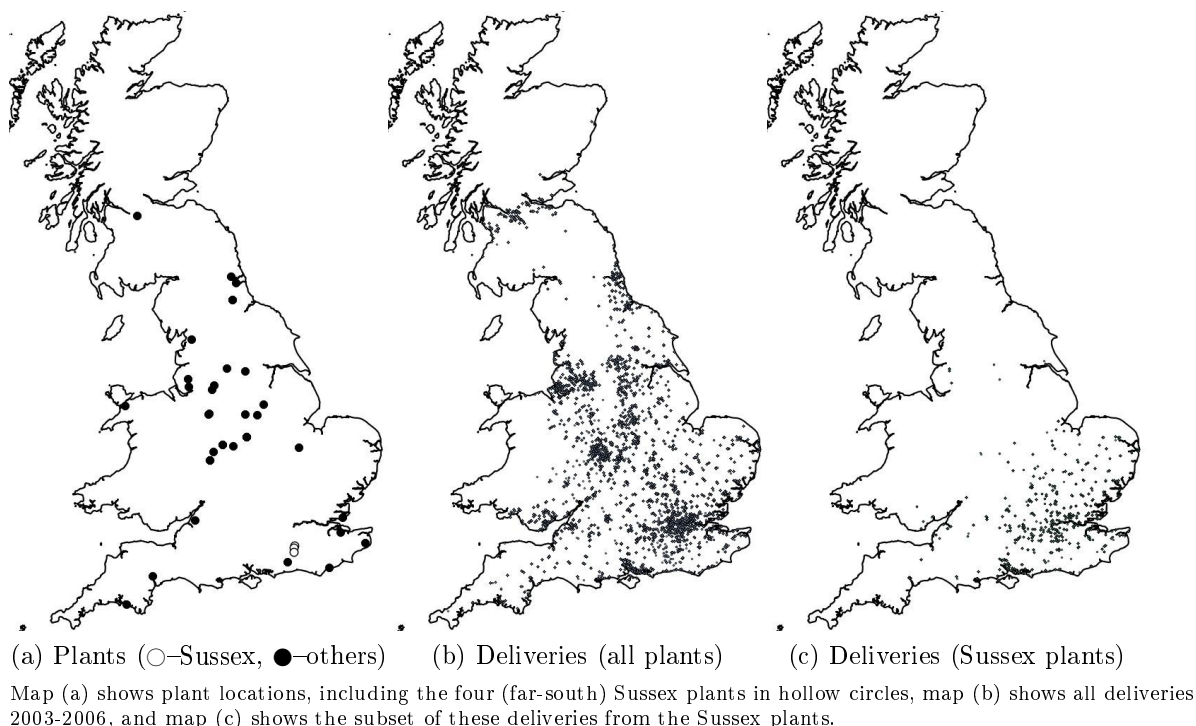 (a) Plants (○–Sussex, ●–others)
(b) Deliveries (all plants)
(c) Deliveries (Sussex plants)
Map (a) shows plant locations, including the four (far-south) Sussex plants in hollow circles, map (b) shows all deliveries
2003-2006, and map (c) shows the subset of these deliveries from the Sussex plants.